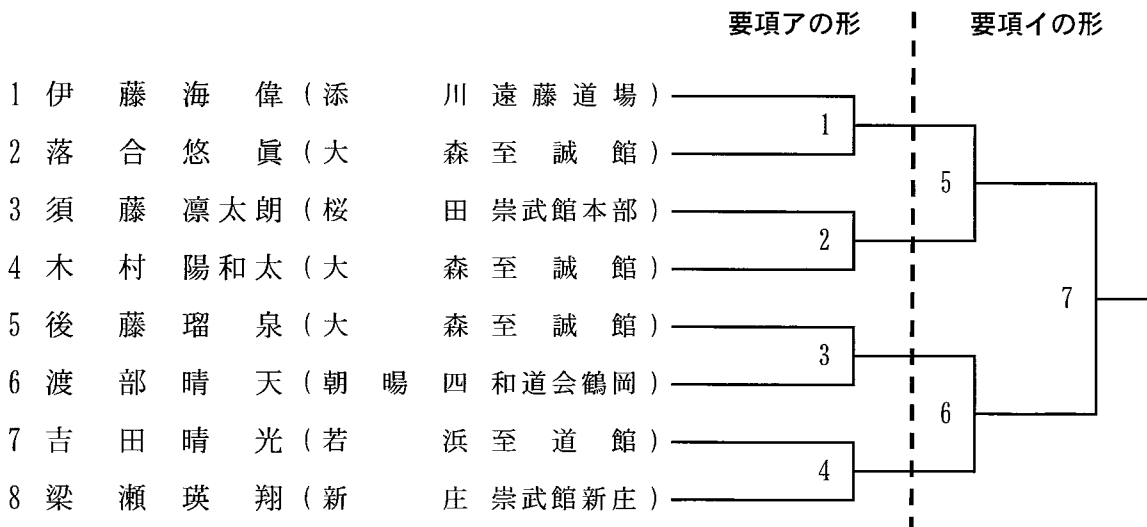 要項アの形 要項イの形
1 伊藤海偉(添川 遠藤道場)
2 落合悠眞(大森 至誠館)
3 須藤凛太朗(桜田 崇武館本部)
4 木村陽和太(大森 至誠館)
5 後藤瑠泉(大森 至誠館)
6 渡部晴天(朝暘四 和道会鶴岡)
7 吉田晴光(若浜 至道館)
8 梁瀬瑛翔(新庄 崇武館新庄)
1
5
2
7
3
6
4